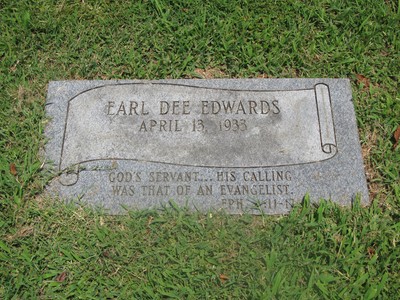 EARL DEE EDWARDS
APRIL 13, 1933
GOD'S SERVANT... HIS CALLING
WAS THAT OF AN EVANGELIST.
EPH.